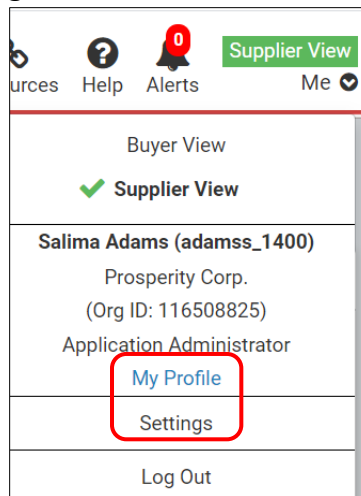 0
Supplier View
urces Help Alerts Me
Buyer View
Supplier View
Salima Adams (adamss_1400)
Prosperity Corp.
(Org ID: 116508825)
Application Administrator
My Profile
Settings
Log Out